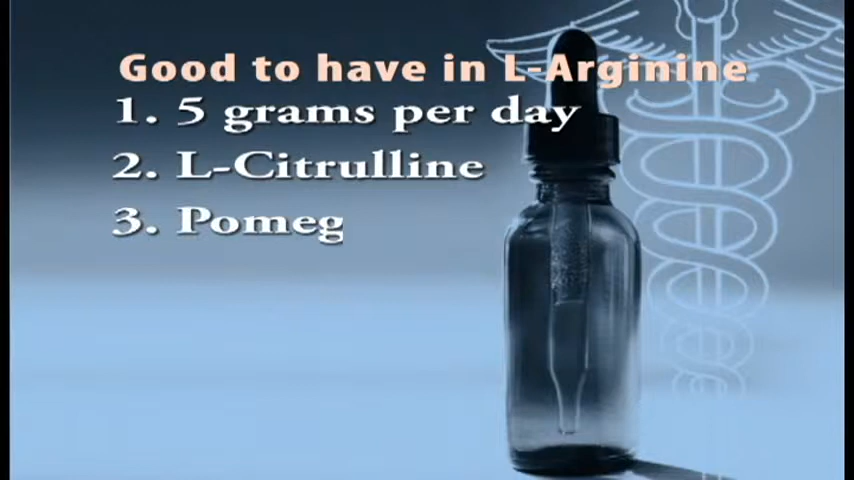 Good to have in L-Arginine
1. 5 grams per day
2. L-Citrulline
3. Pomeg